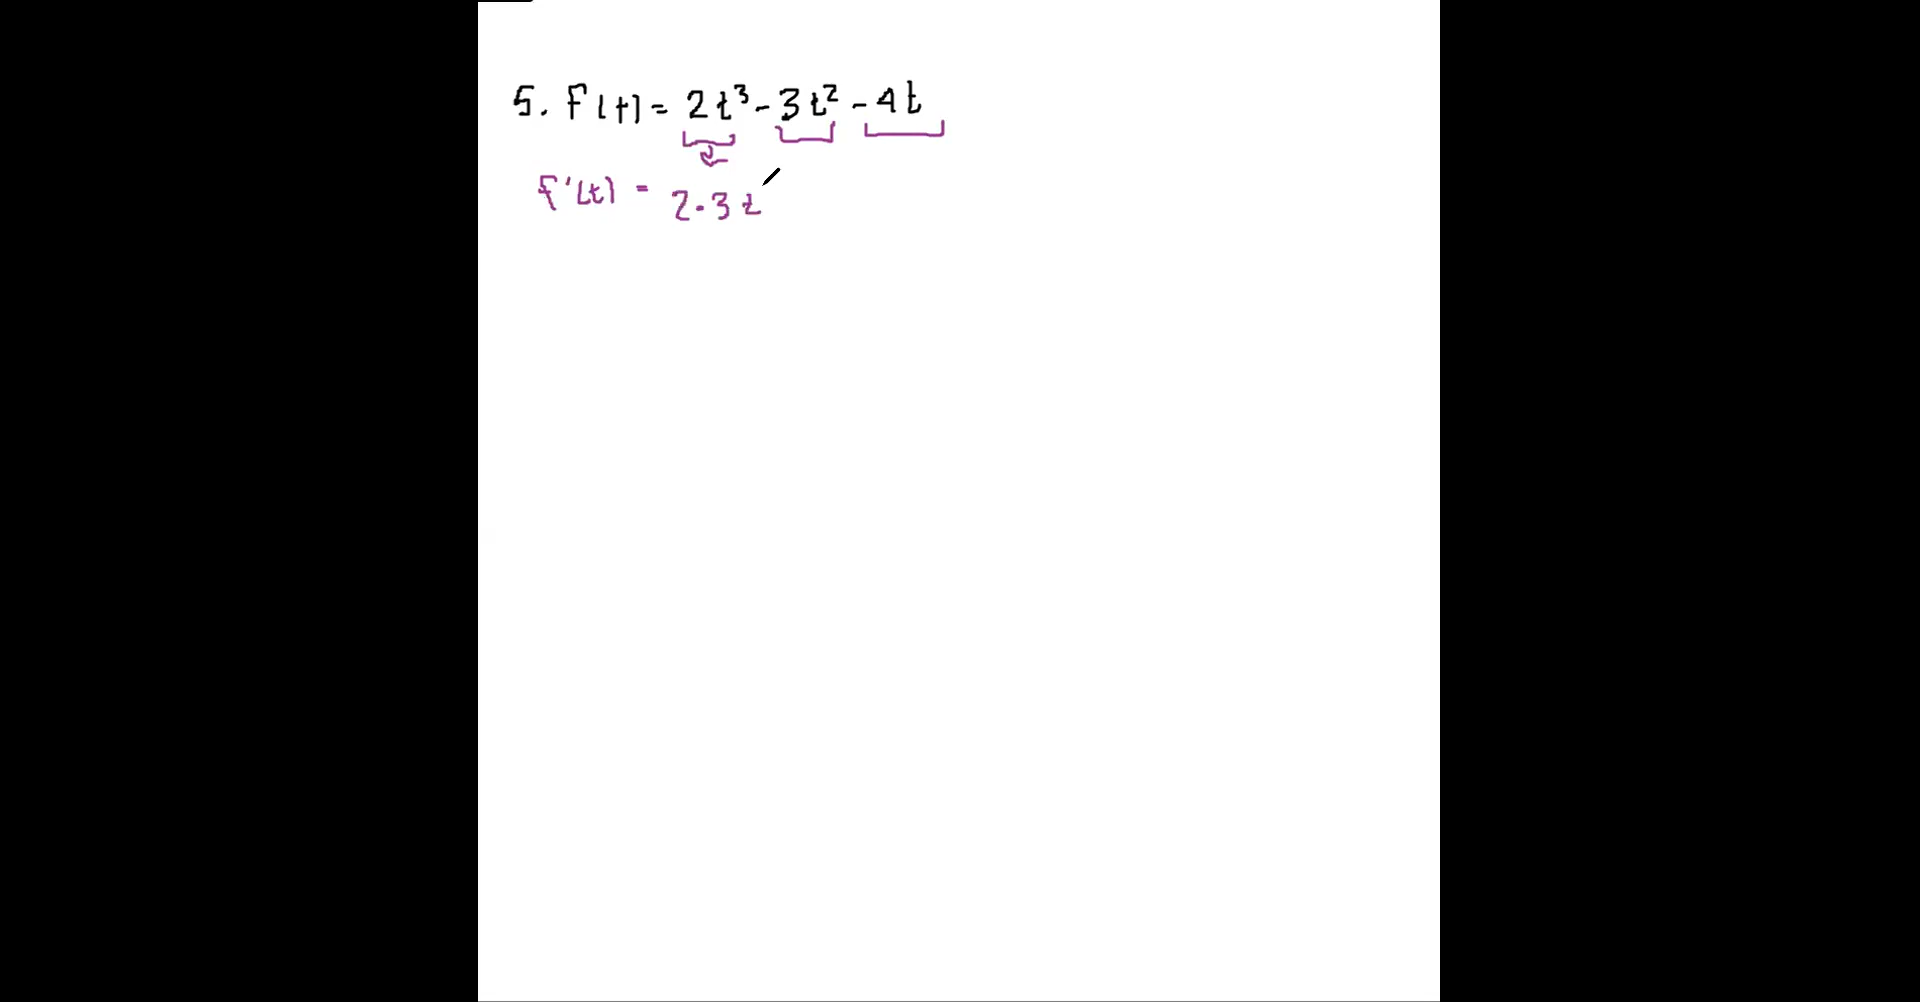 5. f(t) = 2t³ - 3t² - 4t
f'(t) = 2·3t